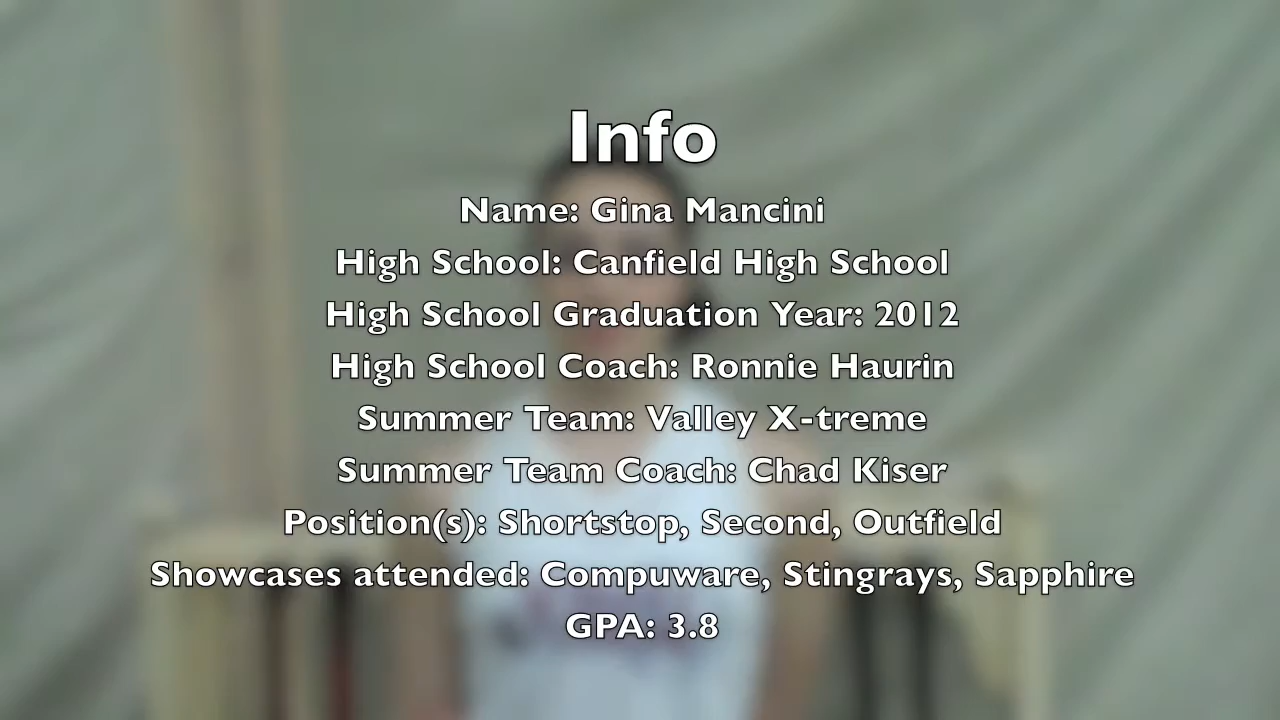 Info
Name: Gina Mancini
High School: Canfield High School
High School Graduation Year: 2012
High School Coach: Ronnie Haurin
Summer Team: Valley X-treme
Summer Team Coach: Chad Kiser
Position(s): Shortstop, Second, Outfield
Showcases attended: Compuware, Stingrays, Sapphire
GPA: 3.8